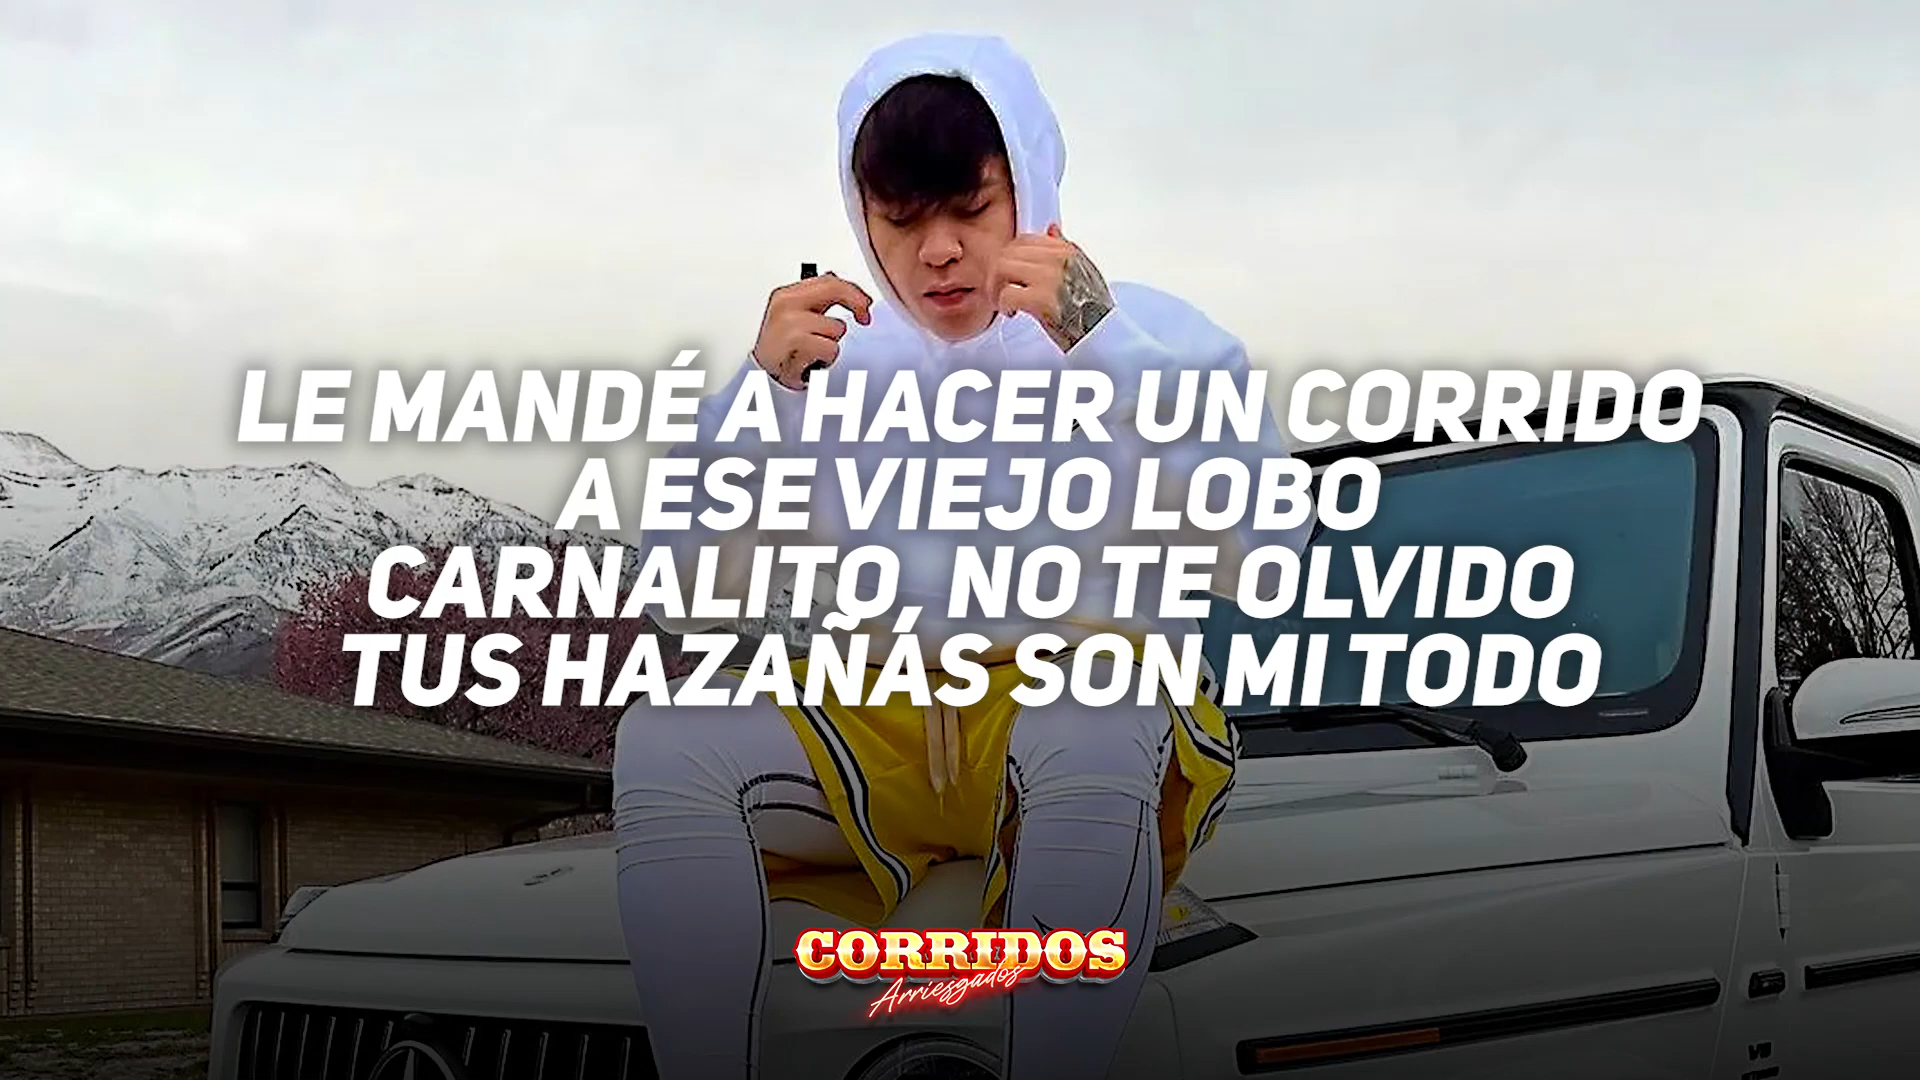 LE MANDÉ A HACER UN CORRIDO
A ESE VIEJO LOBO
CARNALITO, NO TE OLVIDO
TUS HAZAÑÁS SON MI TODO
CORRIDOS
Arriesgados
V8